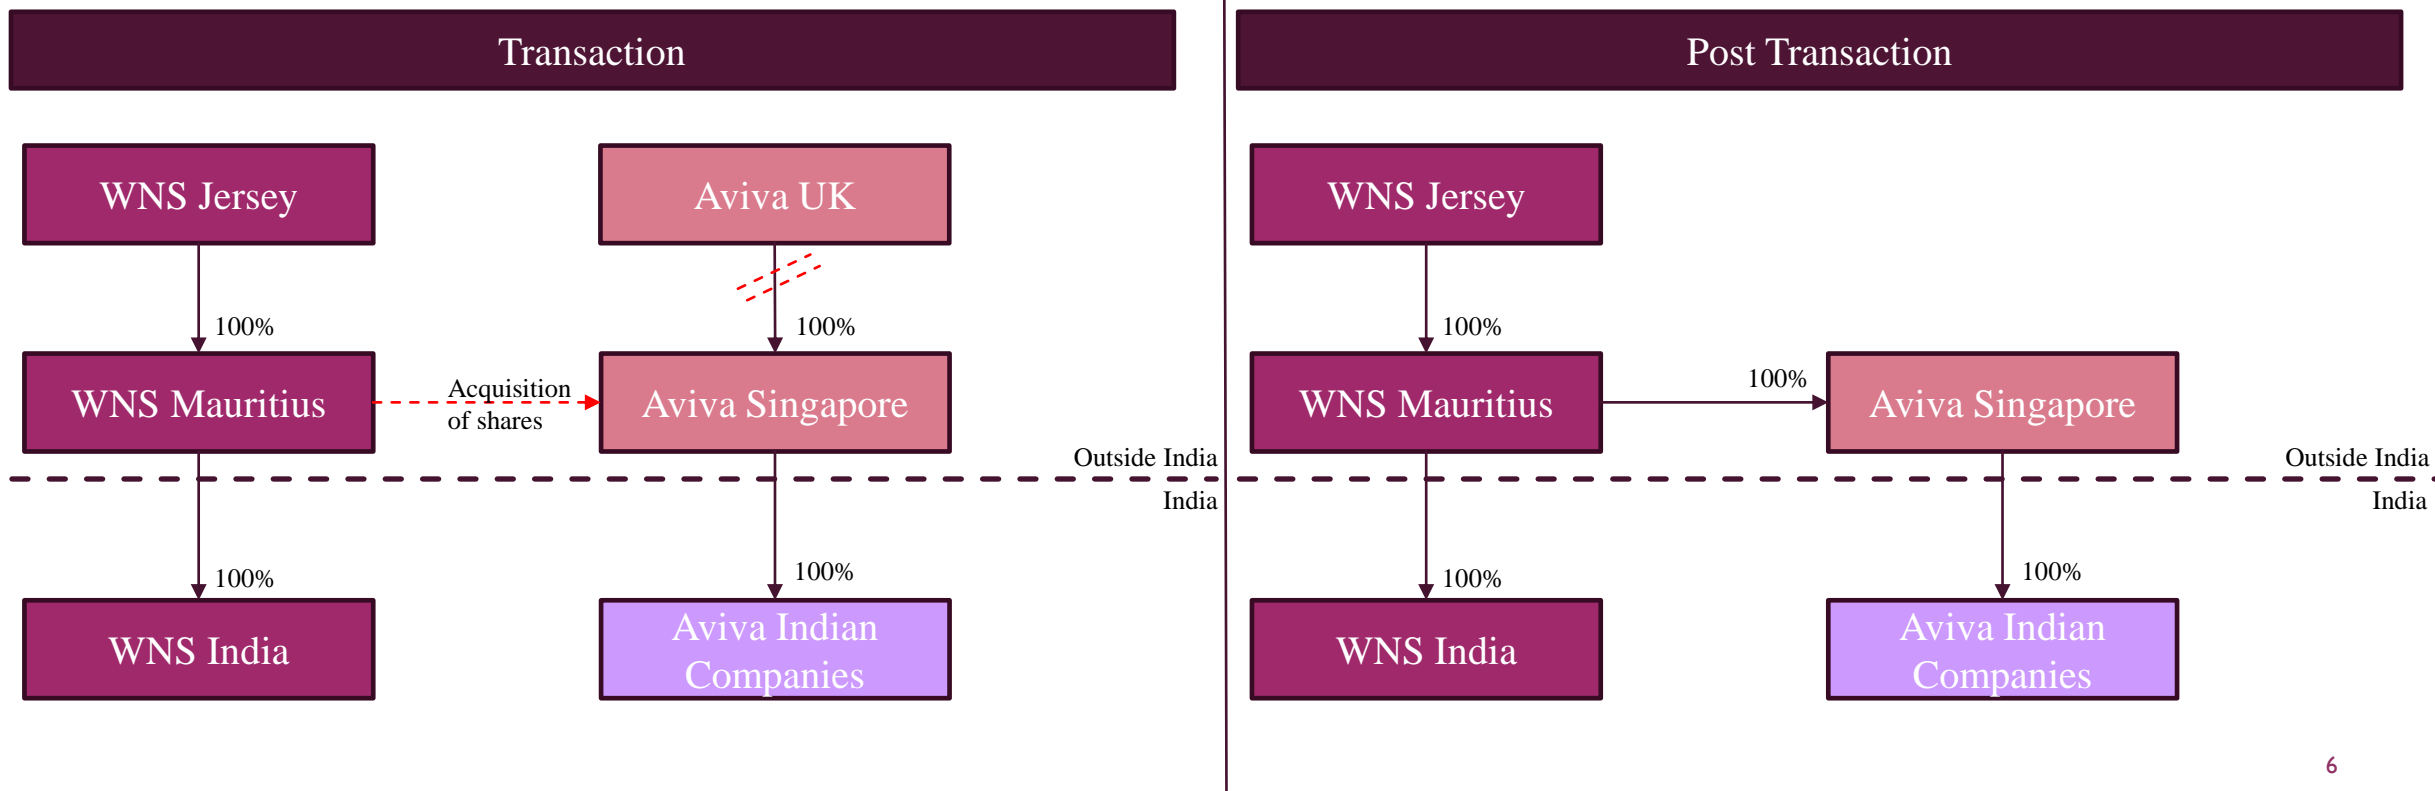 Transaction
WNS Jersey
Aviva UK
100%
100%
WNS Mauritius
Acquisition
of shares
Aviva Singapore
Outside India
India
100%
100%
WNS India
Aviva Indian
Companies
Post Transaction
WNS Jersey
100%
WNS Mauritius
100%
Aviva Singapore
Outside India
India
100%
100%
WNS India
Aviva Indian
Companies
6